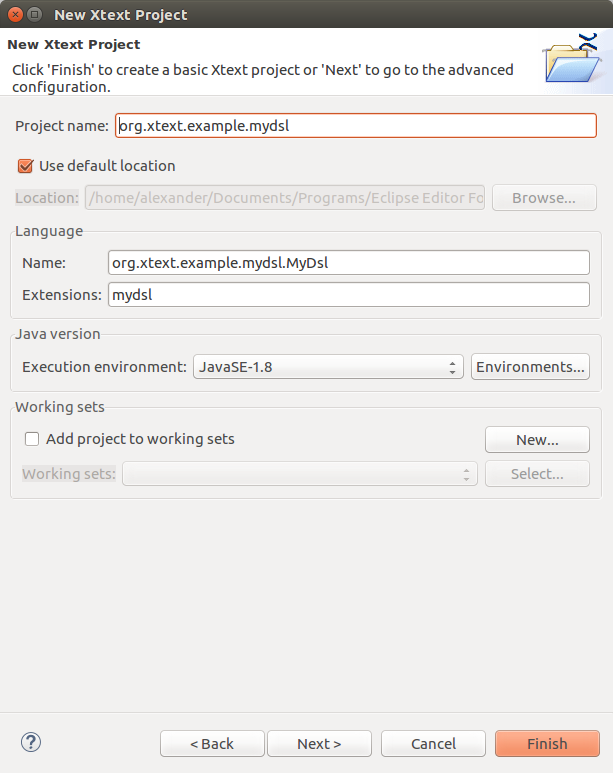 New Xtext Project
New Xtext Project
Click 'Finish' to create a basic Xtext project or 'Next' to go to the advanced
configuration.
Project name: org.xtext.example.mydsl
Use default location
Location: /home/alexander/Documents/Programs/Eclipse Editor Fo Browse...
Language
Name: org.xtext.example.mydsl.MyDsl
Extensions: mydsl
Java version
Execution environment: JavaSE-1.8 Environments...
Working sets
Add project to working sets New...
Working sets: Select...
? < Back Next > Cancel Finish